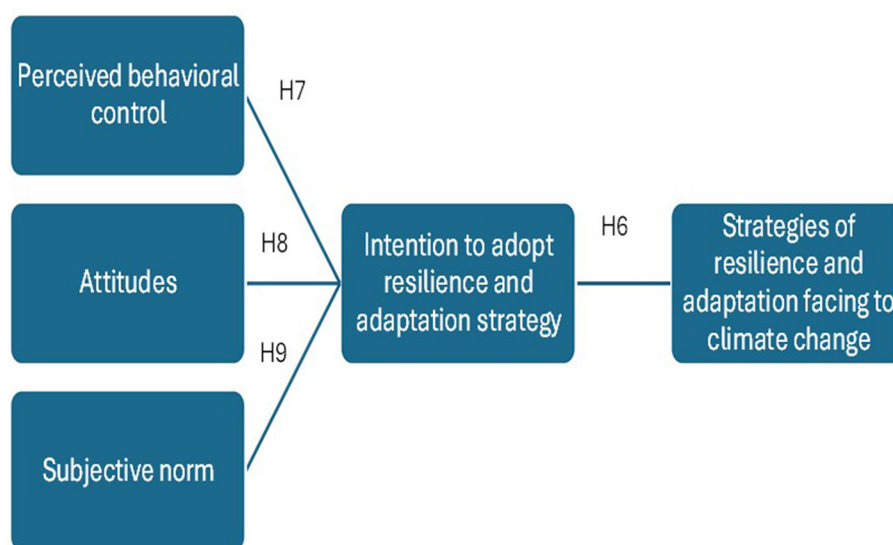 Perceived behavioral
control
H7
Attitudes
H8
Subjective norm
H9
Intention to adopt
resilience and
adaptation strategy
H6
Strategies of
resilience and
adaptation facing to
climate change